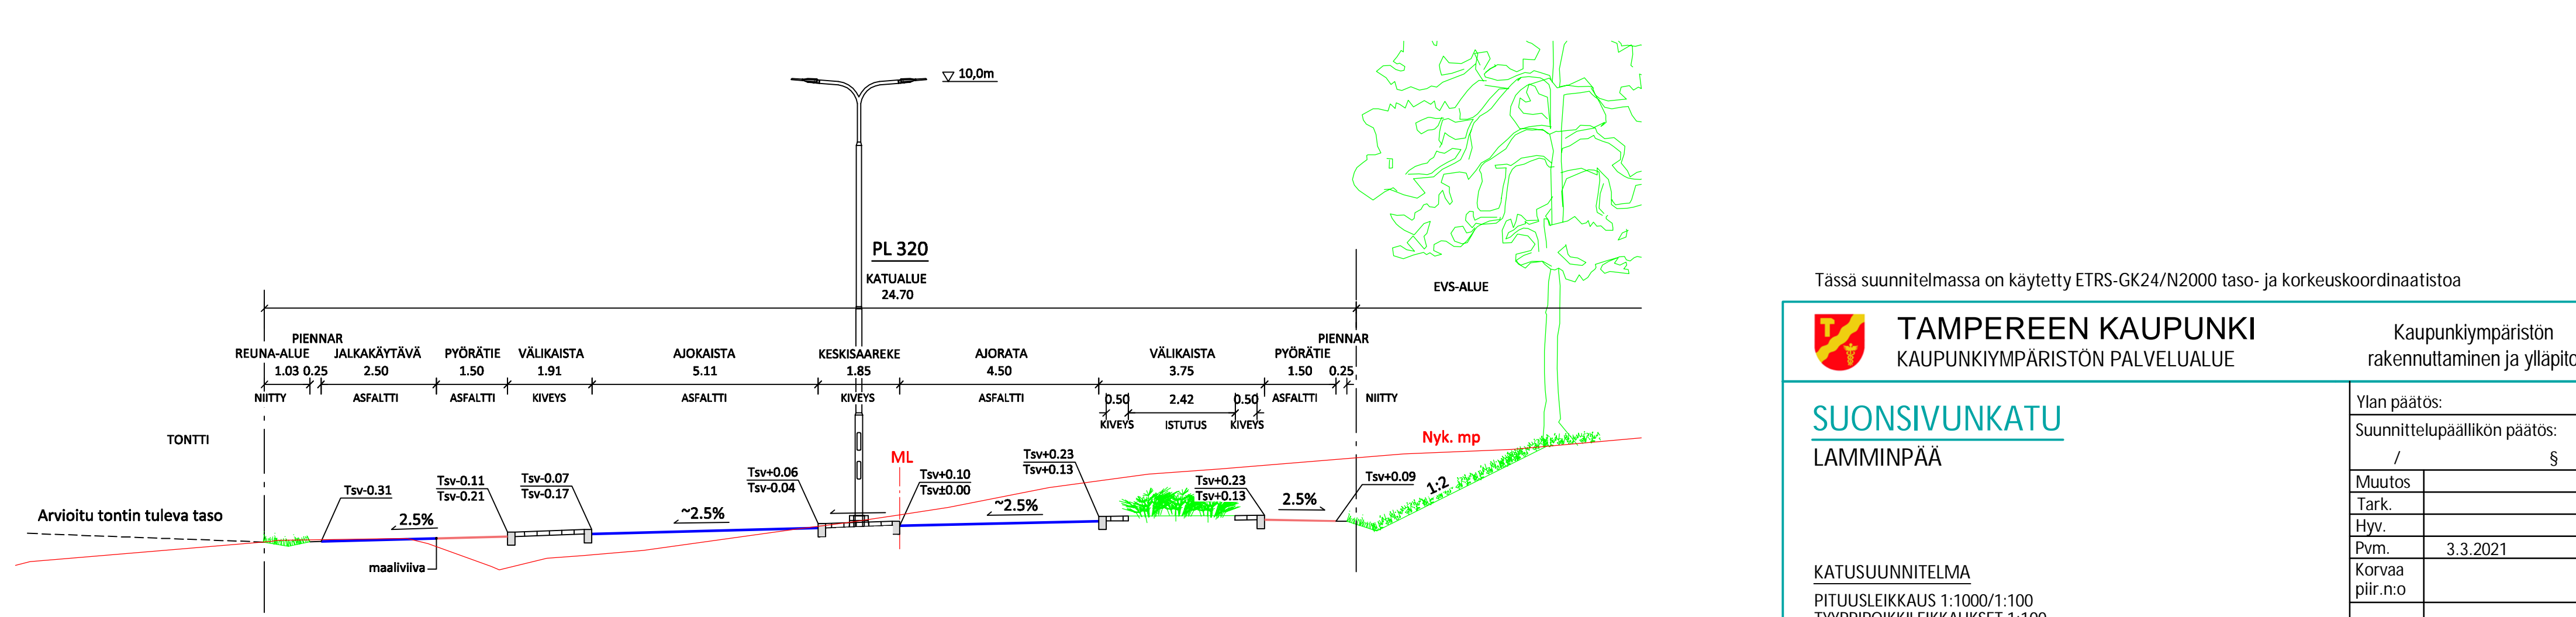 10,0m
PL 320
KATUALUE
24.70
EVS-ALUE
PIENNAR
PIENNAR
REUNA-ALUE JALKAKÄYTÄVÄ PYÖRÄTIE VÄLIKAISTA AJOKAISTA KESKISAAREKE AJORATA VÄLIKAISTA PYÖRÄTIE
1.03 0.25 2.50 1.50 1.91 5.11 1.85 4.50 3.75 1.50 0.25
NIITTY ASFALTTI ASFALTTI KIVEYS ASFALTTI KIVEYS ASFALTTI 0.50 2.42 0.50 ASFALTTI NIITTY
KIVEYS ISTUTUS KIVEYS
TONTTI
Nyk. mp
ML
Tsv-0.31
Tsv-0.11
Tsv-0.21
Tsv-0.07
Tsv-0.17
Tsv+0.06
Tsv-0.04
Tsv+0.10
Tsv±0.00
Tsv+0.23
Tsv+0.13
Tsv+0.23
Tsv+0.13
Tsv+0.09
1:2
Arvioitu tontin tuleva taso
2.5%
~2.5%
~2.5%
2.5%
maaliviiva
Tässä suunnitelmassa on käytetty ETRS-GK24/N2000 taso- ja korkeuskoordinaatistoa
TAMPEREEN KAUPUNKI
KAUPUNKIYMPÄRISTÖN PALVELUALUE
Kaupunkiympäristön
rakennuttaminen ja ylläpito
SUONSIVUNKATU
LAMMINPÄÄ
KATUSUUNNITELMA
PITUUSLEIKKAUS 1:1000/1:100
TYYPPIPOIKKILEIKKAUKSET 1:100
Ylan päätös:
Suunnittelupäällikön päätös:
/ §
Muutos
Tark.
Hyv.
Pvm. 3.3.2021
Korvaa
piir.n:o